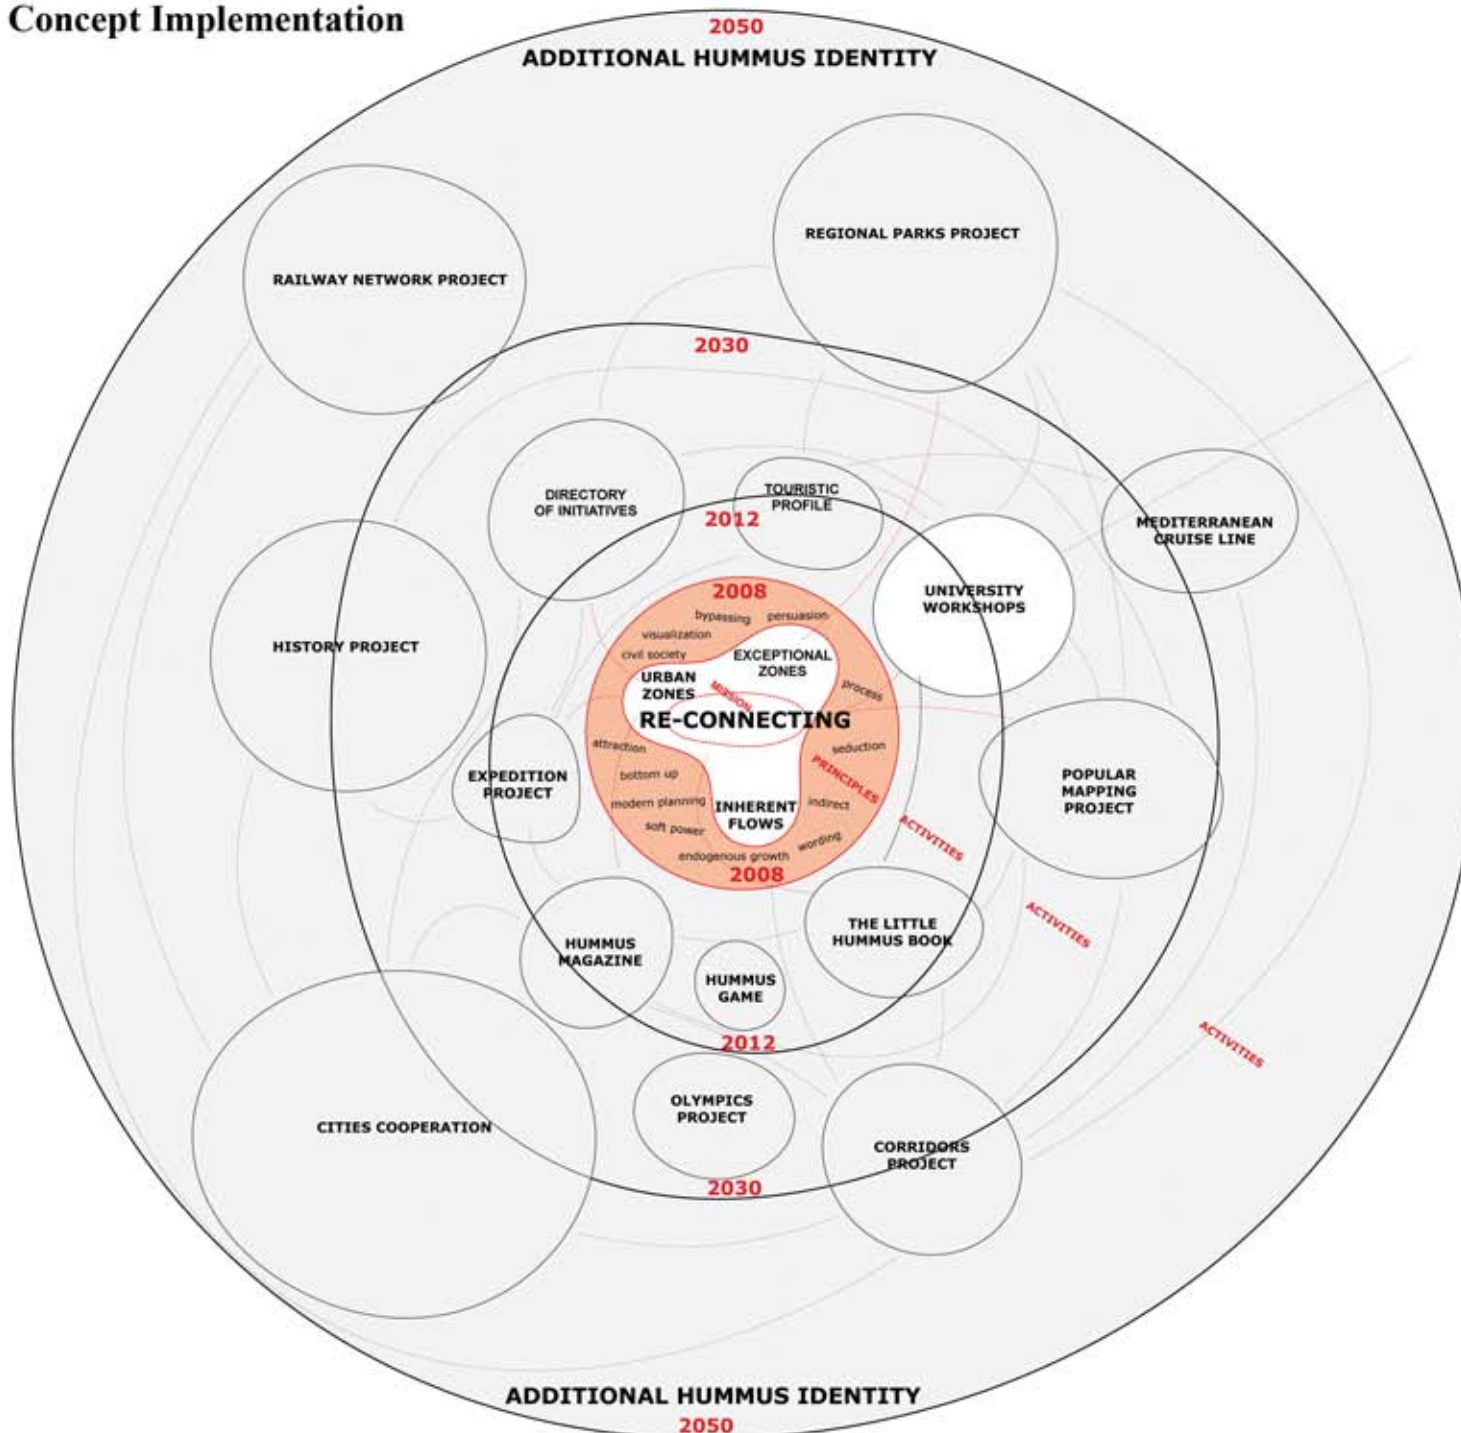 Concept Implementation
2050
ADDITIONAL HUMMUS IDENTITY
REGIONAL PARKS PROJECT
RAILWAY NETWORK PROJECT
2030
DIRECTORY
OF INITIATIVES
TOURISTIC
PROFILE
2012
MEDITERRANEAN
CRUISE LINE
UNIVERSITY
WORKSHOPS
2008
bypassing
persuasion
visualization
civil society
EXCEPTIONAL
ZONES
URBAN
ZONES
MISSION
process
HISTORY PROJECT
RE-CONNECTING
attraction
seduction
PRINCIPLES
EXPEDITION
PROJECT
bottom up
POPULAR
MAPPING
PROJECT
modern planning
INHERENT
FLOWS
indirect
soft power
wording
endogenous growth
2008
ACTIVITIES
ACTIVITIES
ACTIVITIES
HUMMUS
MAGAZINE
THE LITTLE
HUMMUS BOOK
HUMMUS
GAME
2012
OLYMPICS
PROJECT
CITIES COOPERATION
CORRIDORS
PROJECT
2030
ADDITIONAL HUMMUS IDENTITY
2050